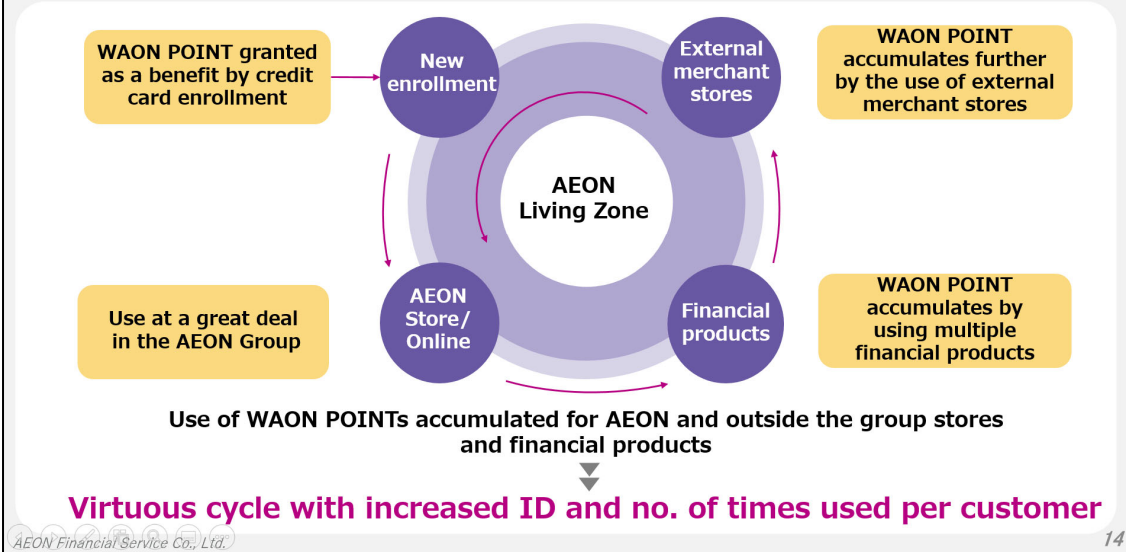 WAON POINT granted
as a benefit by credit
card enrollment
New
enrollment
External
merchant
stores
WAON POINT
accumulates further
by the use of external
merchant stores
AEON
Living Zone
Use at a great deal
in the AEON Group
AEON
Store/
Online
Financial
products
WAON POINT
accumulates by
using multiple
financial products
Use of WAON POINTs accumulated for AEON and outside the group stores
and financial products
Virtuous cycle with increased ID and no. of times used per customer
AEON Financial Service Co., Ltd.
14